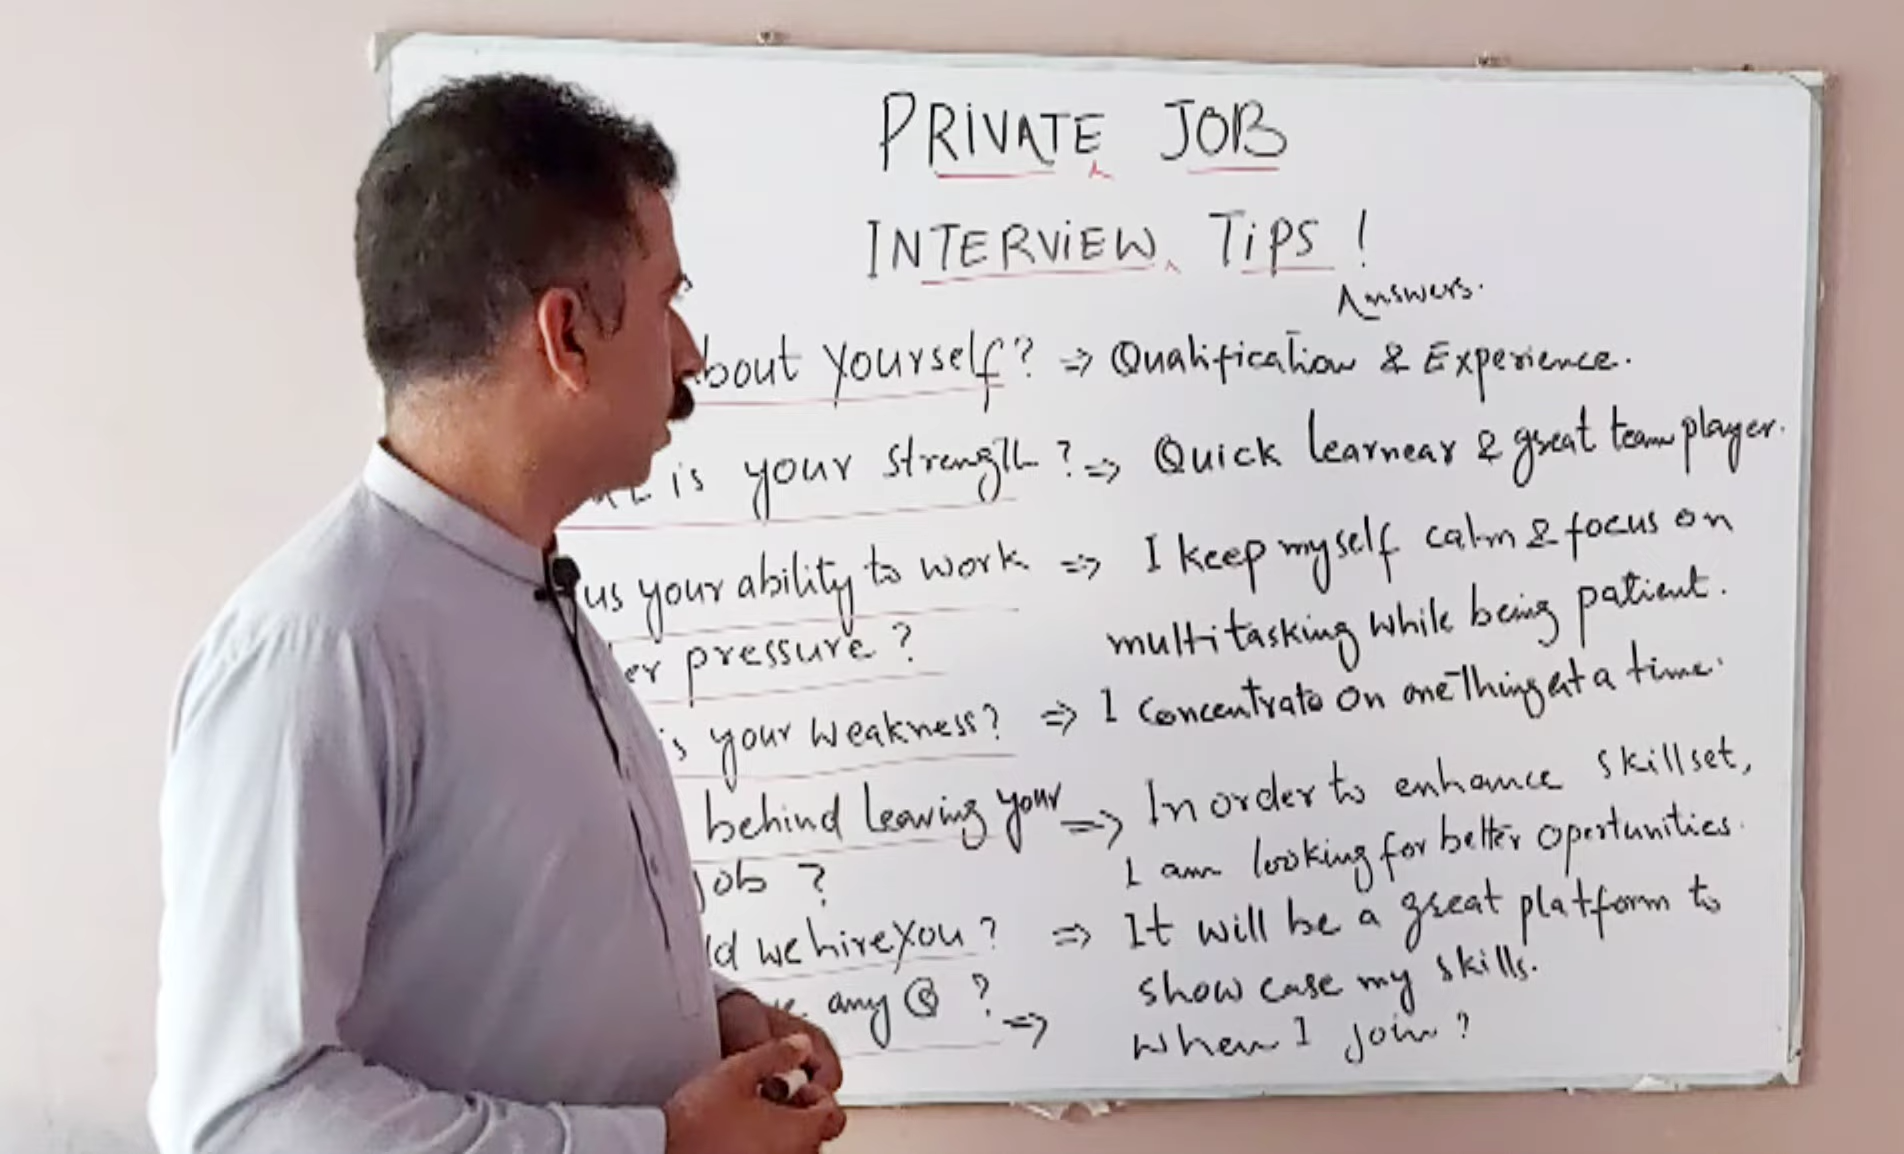 PRIVATE JOB
INTERVIEW TIPS !
Answers.
bout yourself? => Qualification & Experience.
is your strength? => Quick learnear & great team player.
us your ability to work => I keep myself calm & focus on
er pressure? multitasking while being patient.
s your weakness? => I concentrate on one thing at a time.
behind leaving your => In order to enhance skillset,
job ? I am looking for better opertunities.
ld we hire you? => It will be a great platform to
show case my skills.
any Q ? => When I join?